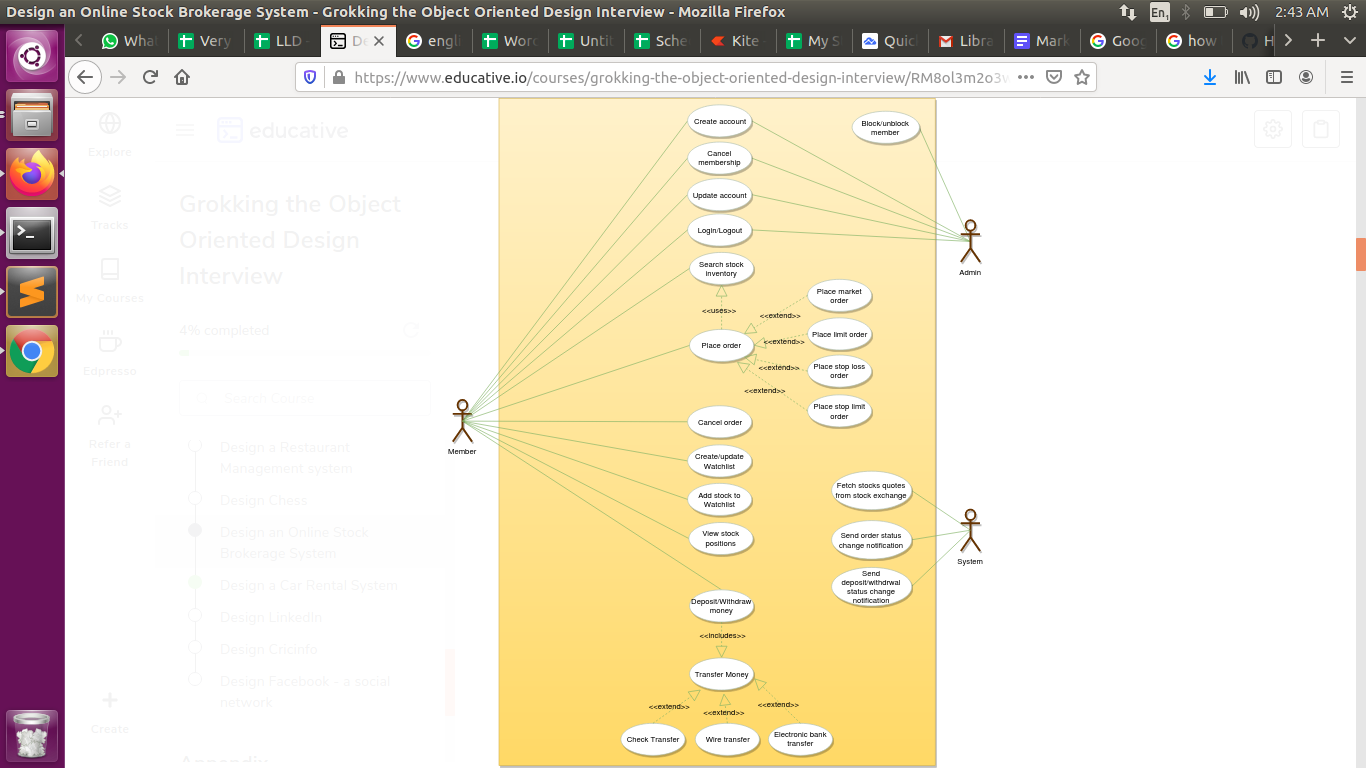 Design an Online Stock Brokerage System - Grokking the Object Oriented Design Interview - Mozilla Firefox
En1
2:43 AM
What
Very
LLD -
De
engli
Word
Unti
Sche
Kite -
My S
Quic
Libra
Mark
Goog
how
H
https://www.educative.io/courses/grokking-the-object-oriented-design-interview/RM8ol3m2o3v
Explore
Tracks
My Courses
Edpresso
Refer a
Friend
Create
educative
Grokking the Object
Oriented Design
Interview
4% completed
Search Course
Design a Restaurant
Management system
Design Chess
Design an Online Stock
Brokerage System
Design a Car Rental System
Design LinkedIn
Design Cricinfo
Design Facebook - a social
network
Appendix
Create account
Cancel
membership
Update account
Login/Logout
Search stock
inventory
<<uses>>
Place order
Block/unblock
member
Admin
Place market
order
<<extend>>
Place limit order
<<extend>>
Place stop loss
order
<<extend>>
Place stop limit
order
<<extend>>
Member
Cancel order
Create/update
Watchlist
Add stock to
Watchlist
View stock
positions
Fetch stocks quotes
from stock exchange
Send order status
change notification
Send
deposit/withdrwal
status change
notification
System
Deposit/Withdraw
money
<<includes>>
Transfer Money
<<extend>>
<<extend>>
<<extend>>
Check Transfer
Wire transfer
Electronic bank
transfer